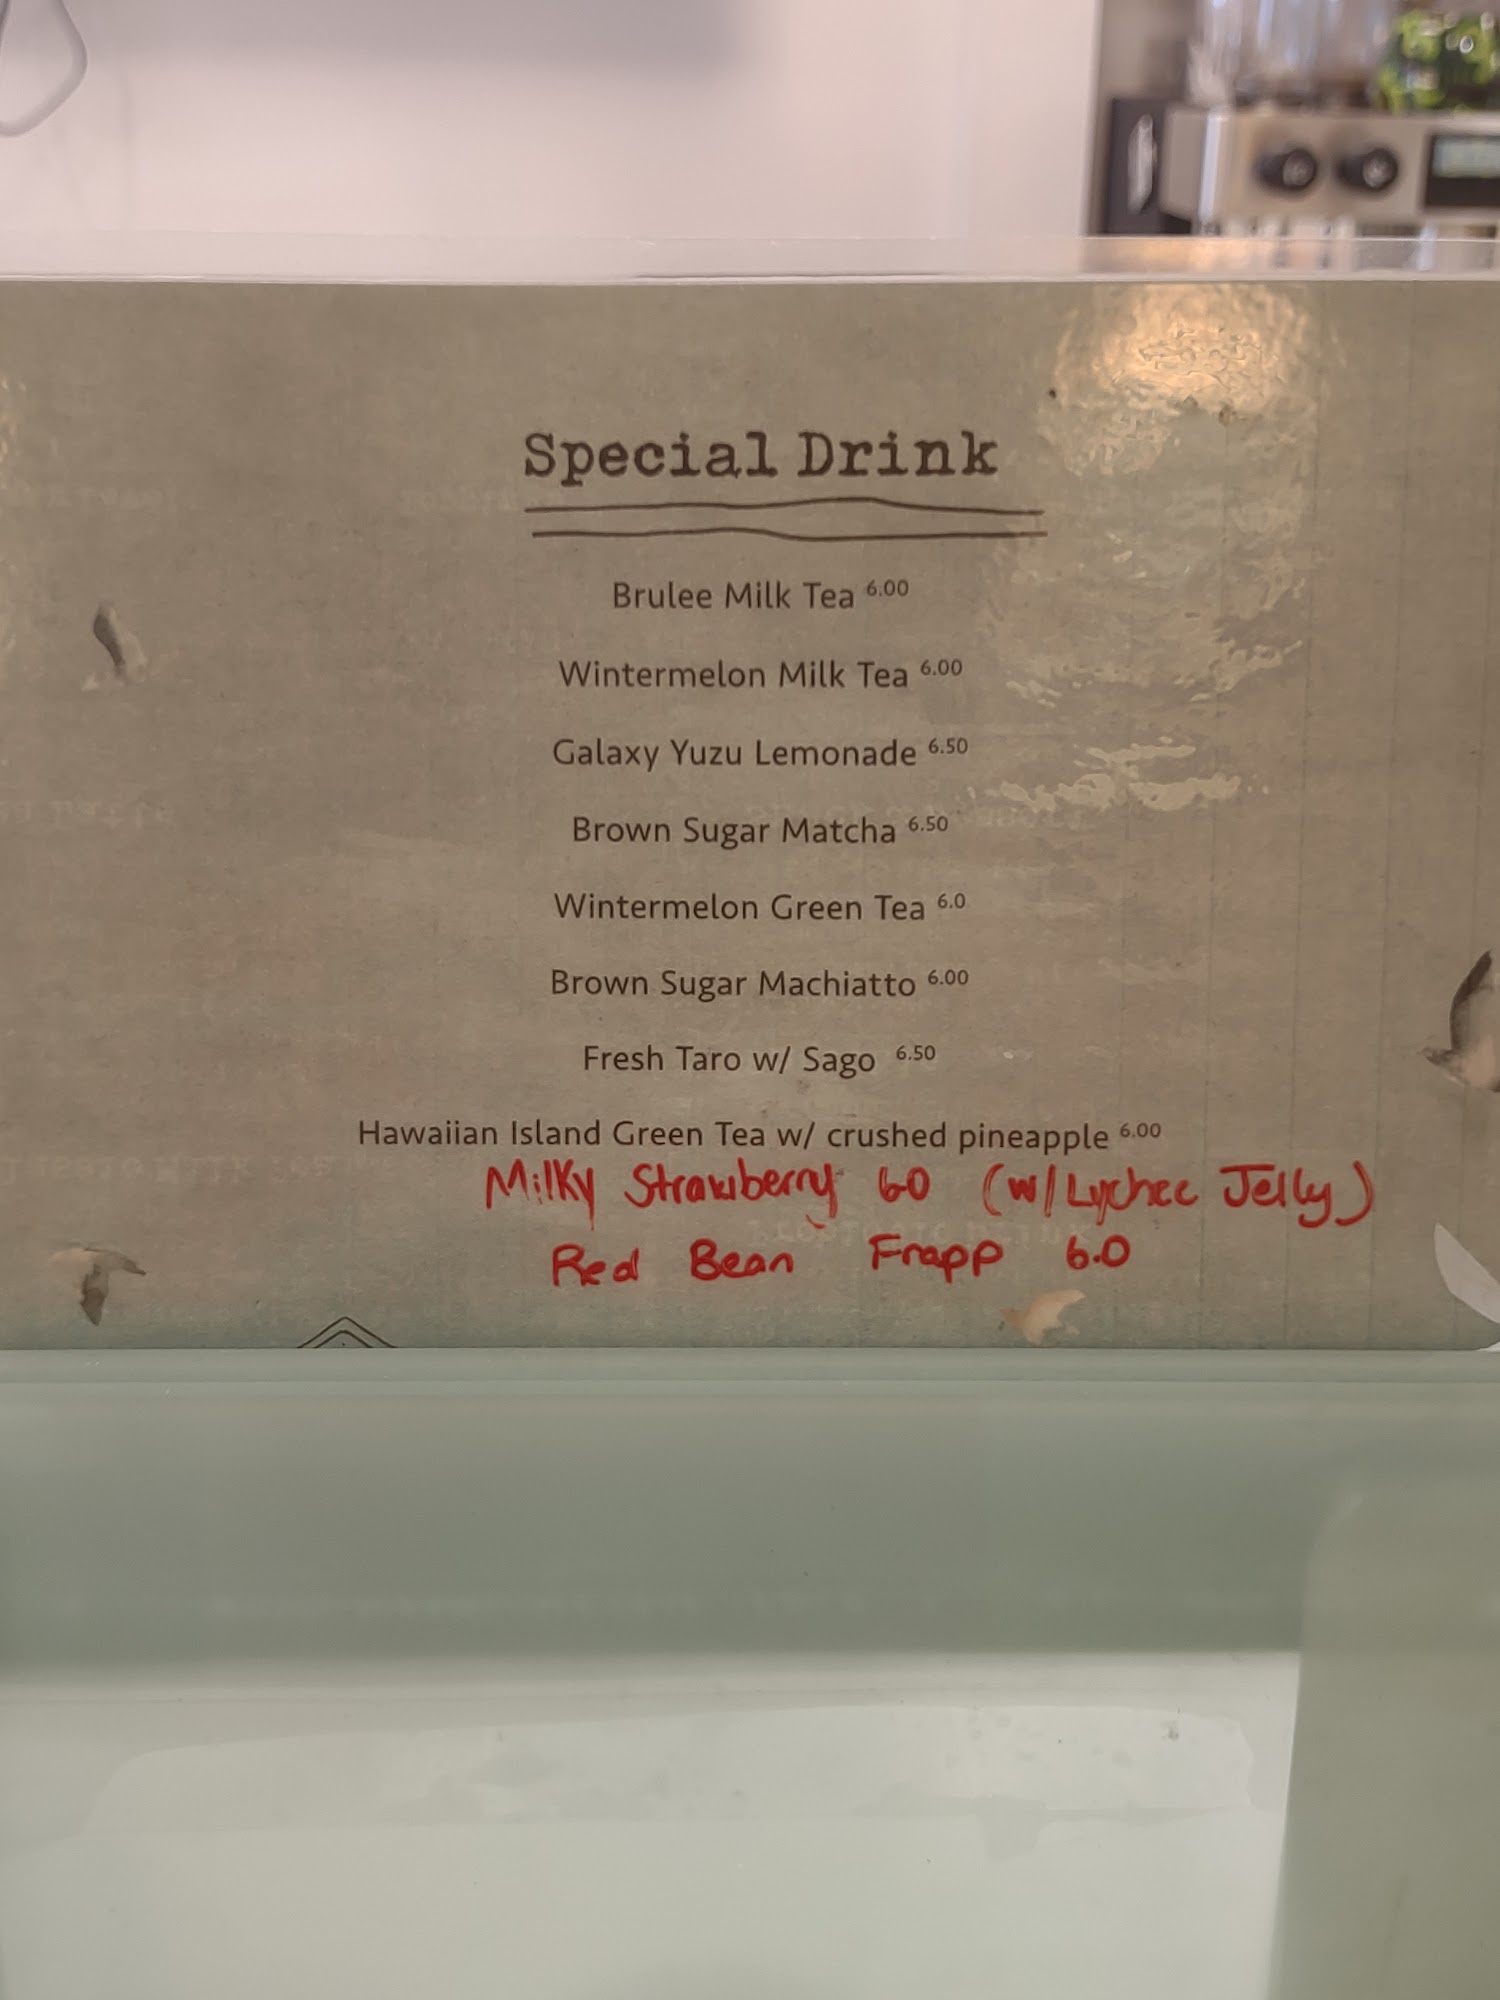 Special Drink
Brulee Milk Tea 6.00
Wintermelon Milk Tea 6.00
Galaxy Yuzu Lemonade 6.50
Brown Sugar Matcha 6.50
Wintermelon Green Tea 6.0
Brown Sugar Machiatto 6.00
Fresh Taro w/ Sago 6.50
Hawaiian Island Green Tea w/ crushed pineapple 6.00
Milky Strawberry 6.0 (w/ Lychee Jelly)
Red Bean Frapp 6.0